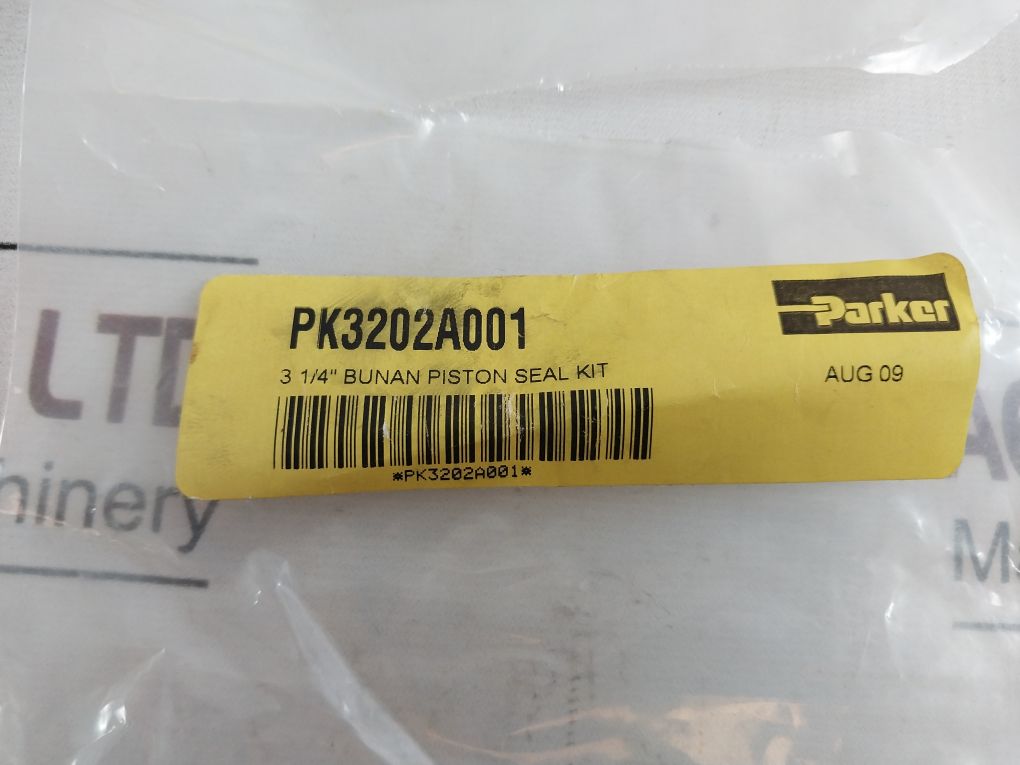 PK3202A001
Parker
3 1/4" BUNAN PISTON SEAL KIT
AUG 09
*PK3202A001*
LTD
hinery